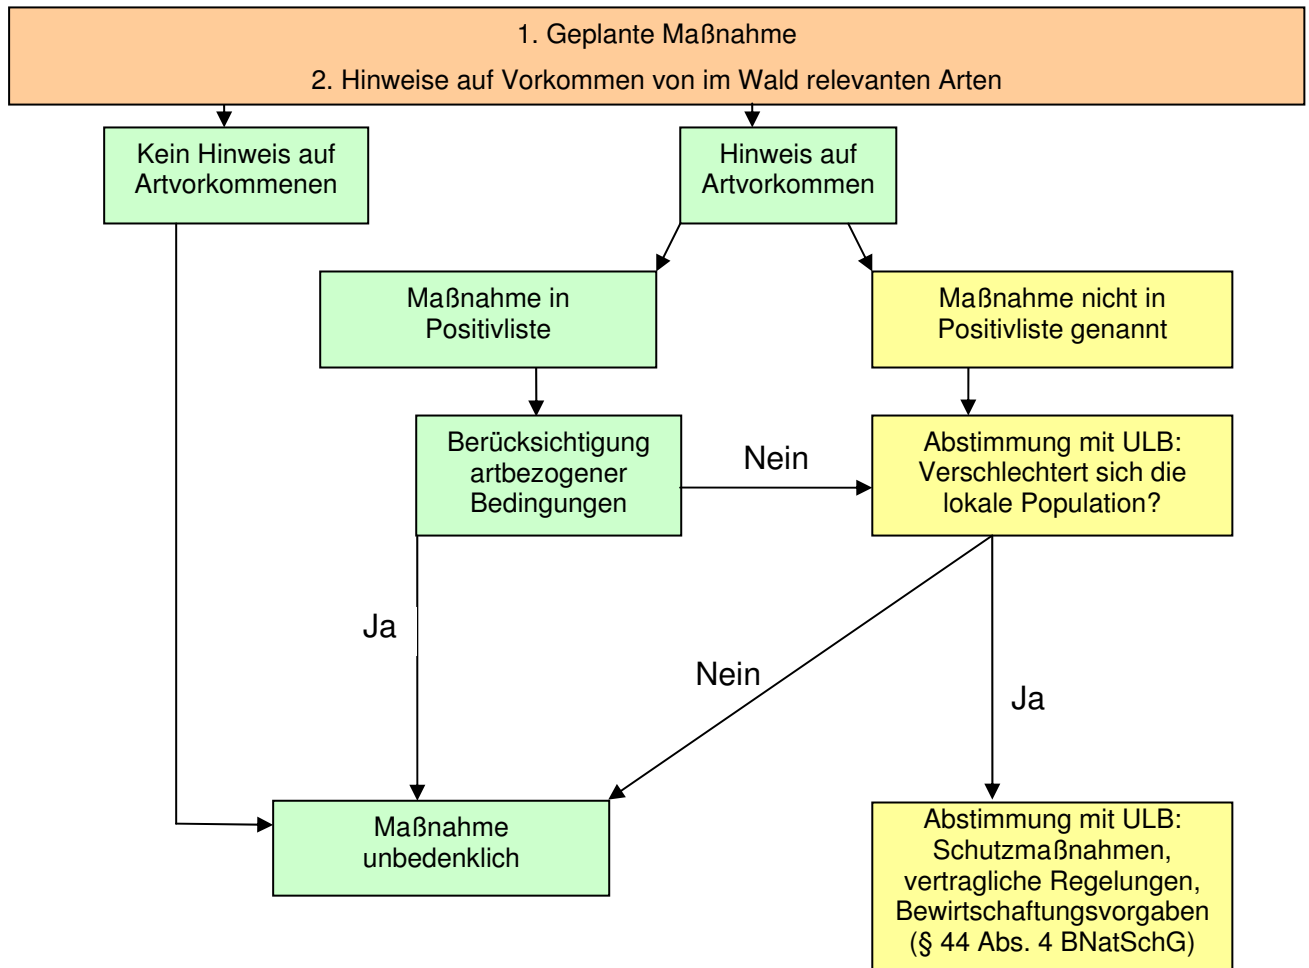 1. Geplante Maßnahme
2. Hinweise auf Vorkommen von im Wald relevanten Arten
Kein Hinweis auf
Artvorkommenen
Hinweis auf
Artvorkommen
Maßnahme in
Positivliste
Maßnahme nicht in
Positivliste genannt
Berücksichtigung
artbezogener
Bedingungen
Nein
Abstimmung mit ULB:
Verschlechtert sich die
lokale Population?
Ja
Nein
Ja
Maßnahme
unbedenklich
Abstimmung mit ULB:
Schutzmaßnahmen,
vertragliche Regelungen,
Bewirtschaftungsvorgaben
(§ 44 Abs. 4 BNatSchG)